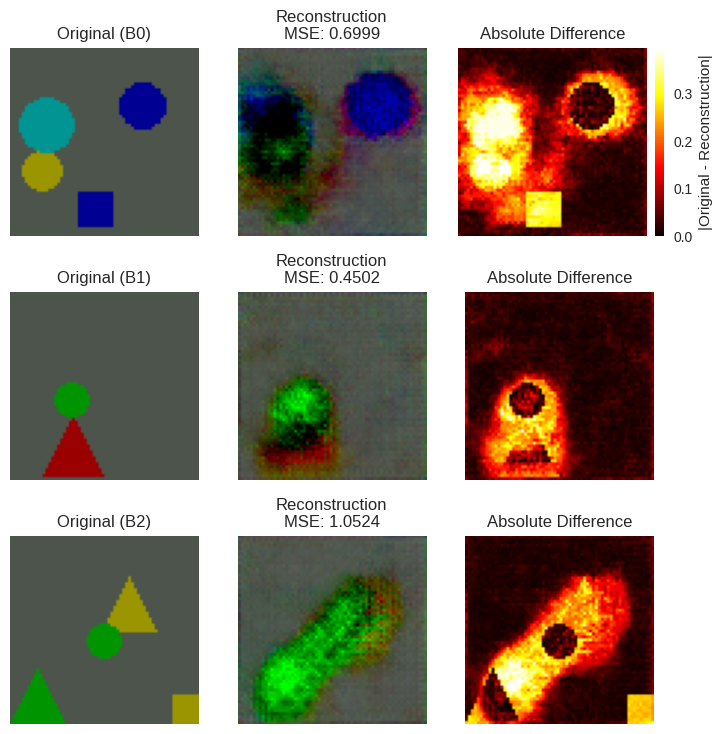 Original (B0)
Reconstruction
MSE: 0.6999
Absolute Difference
0.3
0.2
0.1
0.0
|Original - Reconstruction|
Original (B1)
Reconstruction
MSE: 0.4502
Absolute Difference
Original (B2)
Reconstruction
MSE: 1.0524
Absolute Difference